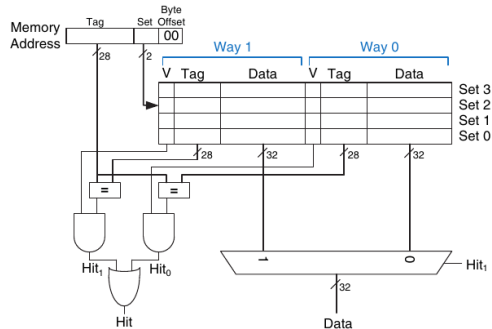 Byte
Memory Tag Set Offset
Address 00
28 2
Way 1 Way 0
V Tag Data V Tag Data
Set 3
Set 2
Set 1
Set 0
28 32 28 32
= =
1 0
Hit1 Hit0 Hit1
32
Hit Data